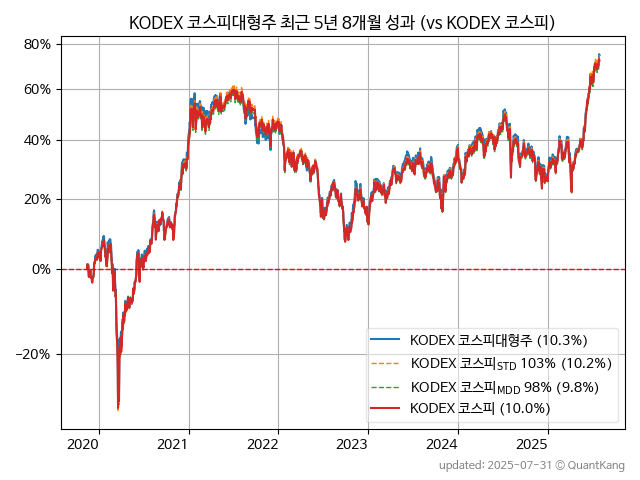 KODEX 코스피대형주 최근 5년 8개월 성과 (vs KODEX 코스피)
80%
60%
40%
20%
0%
−20%
KODEX 코스피대형주 (10.3%)
KODEX 코스피STD 103% (10.2%)
KODEX 코스피MDD 98% (9.8%)
KODEX 코스피 (10.0%)
2020 2021 2022 2023 2024 2025
updated: 2025-07-31 © QuantKang